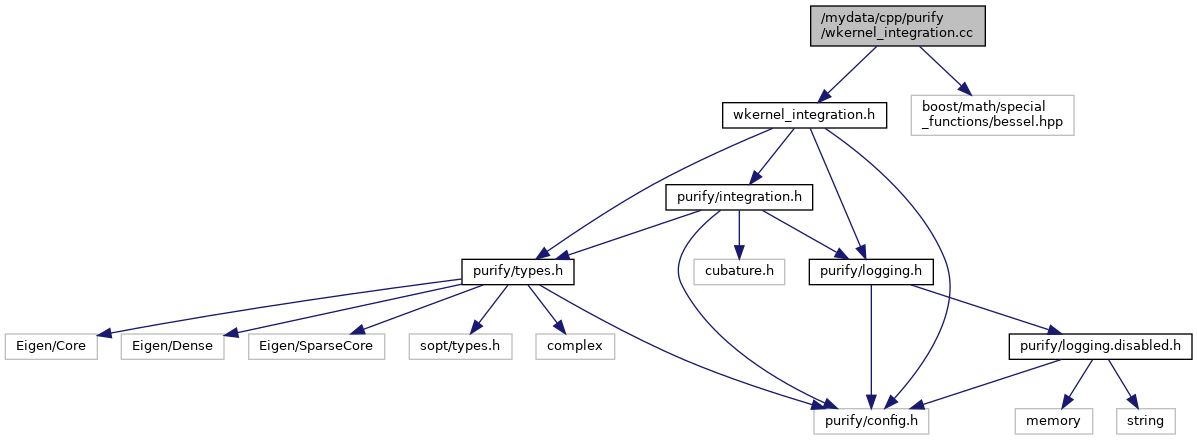 /mydata/cpp/purify
/wkernel_integration.cc
wkernel_integration.h
boost/math/special
_functions/bessel.hpp
purify/integration.h
purify/types.h
cubature.h
purify/logging.h
Eigen/Core
Eigen/Dense
Eigen/SparseCore
sopt/types.h
complex
purify/logging.disabled.h
purify/config.h
memory
string